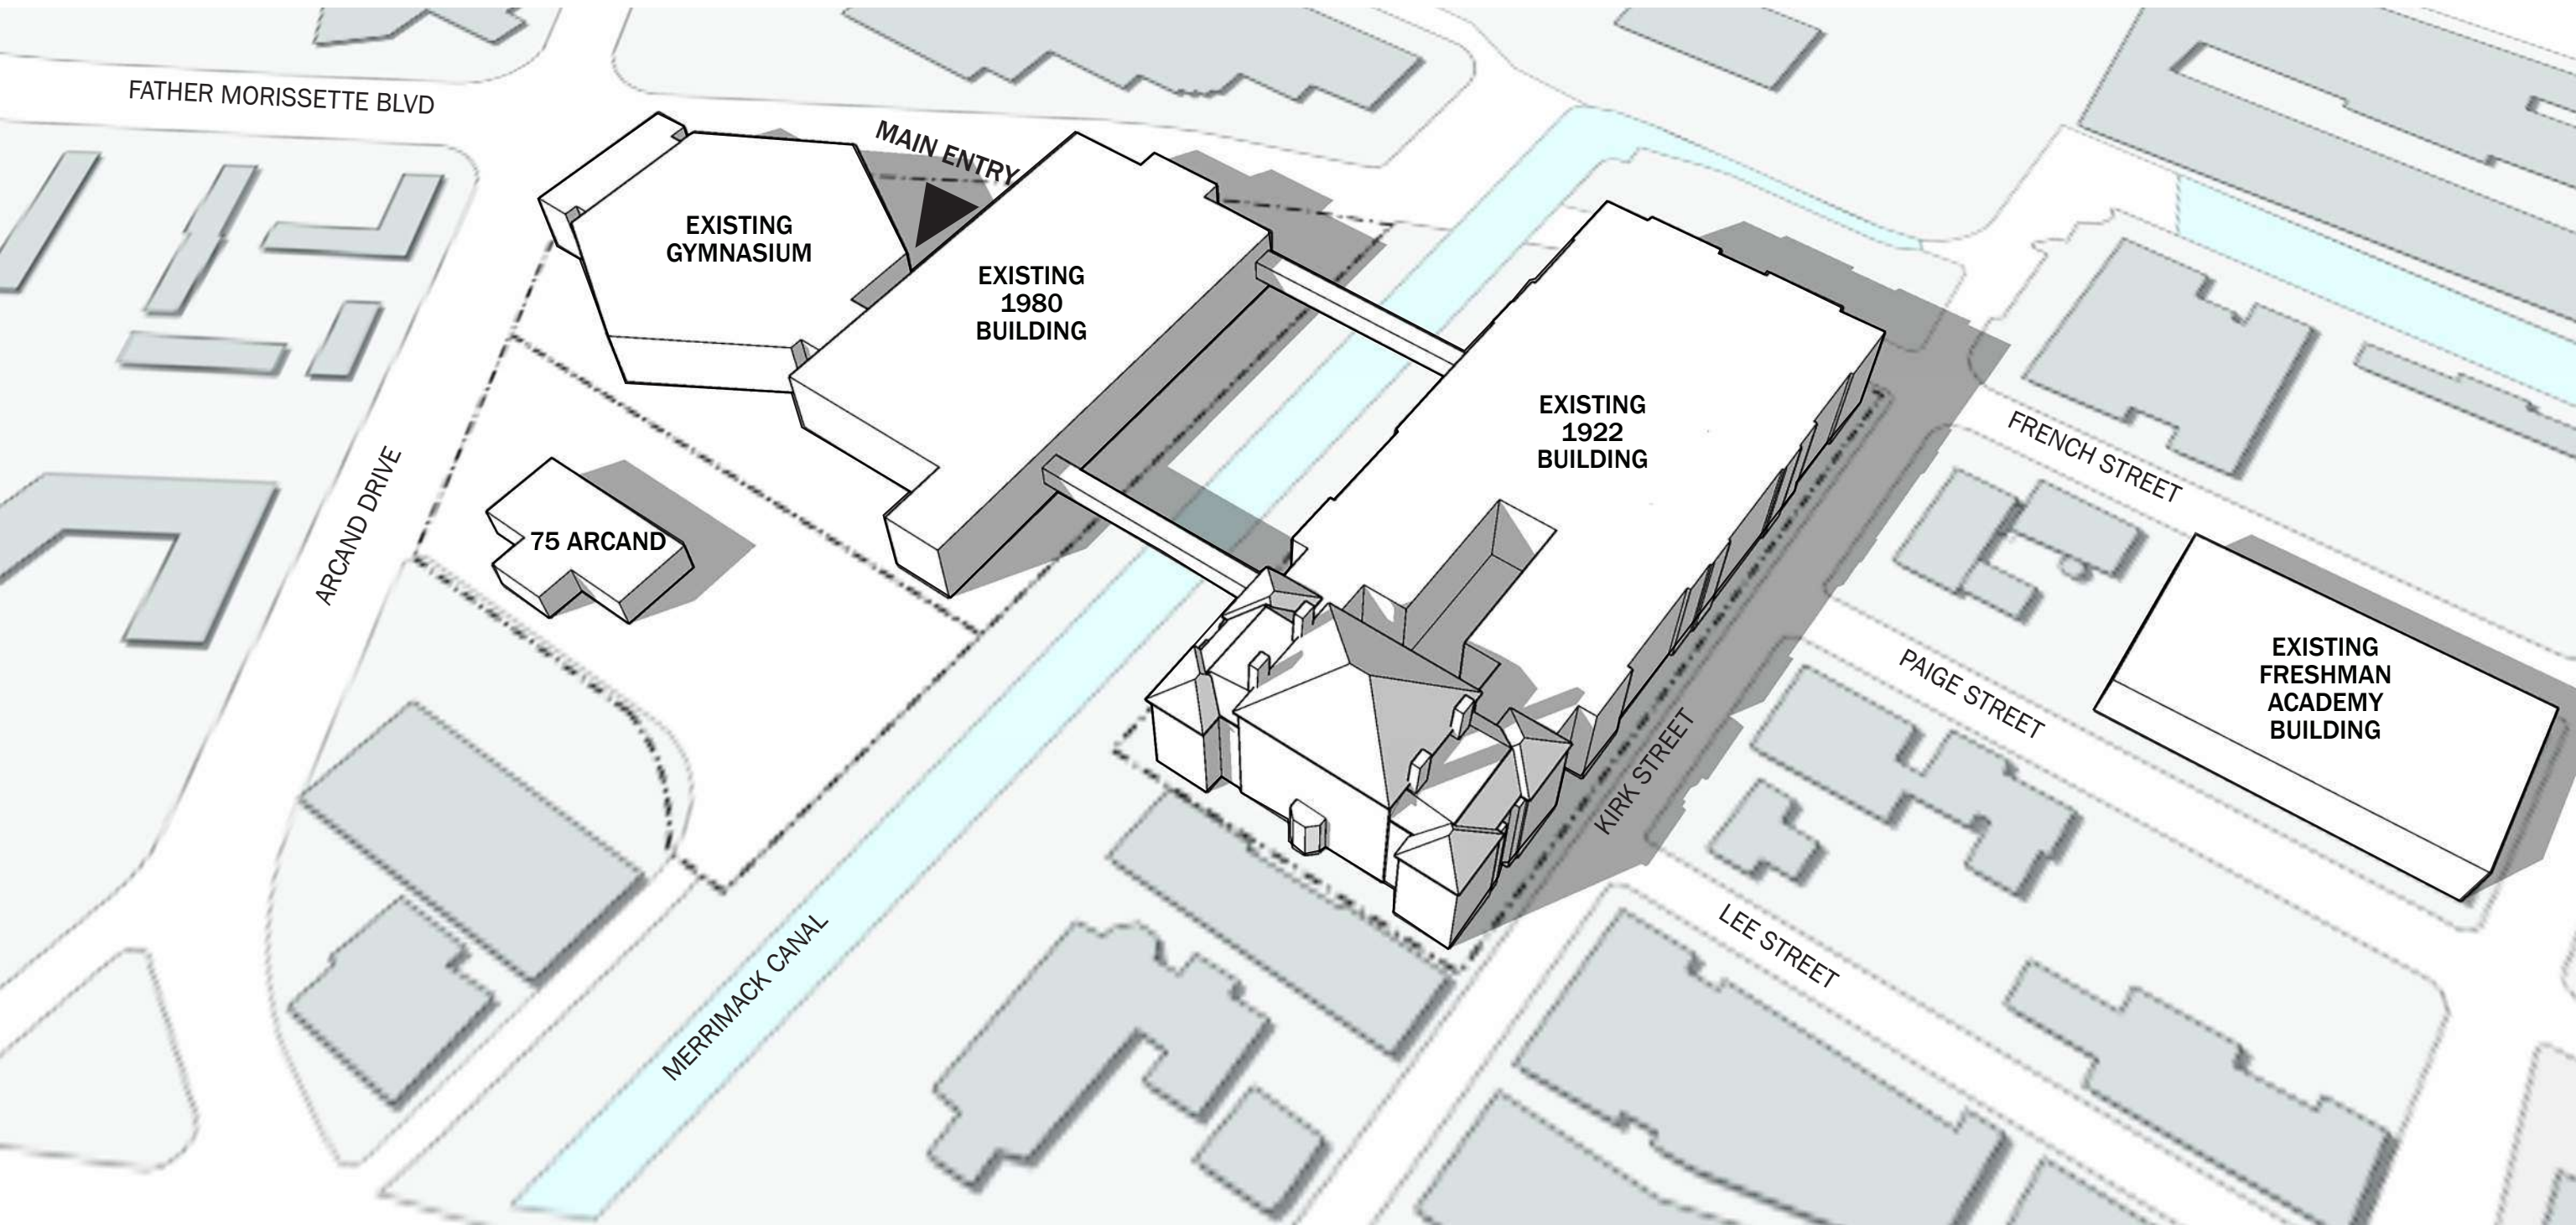 FATHER MORISSETTE BLVD
MAIN ENTRY
EXISTING
GYMNASIUM
EXISTING
1980
BUILDING
EXISTING
1922
BUILDING
FRENCH STREET
ARCAND DRIVE
75 ARCAND
PAIGE STREET
EXISTING
FRESHMAN
ACADEMY
BUILDING
KIRK STREET
LEE STREET
MERRIMACK CANAL